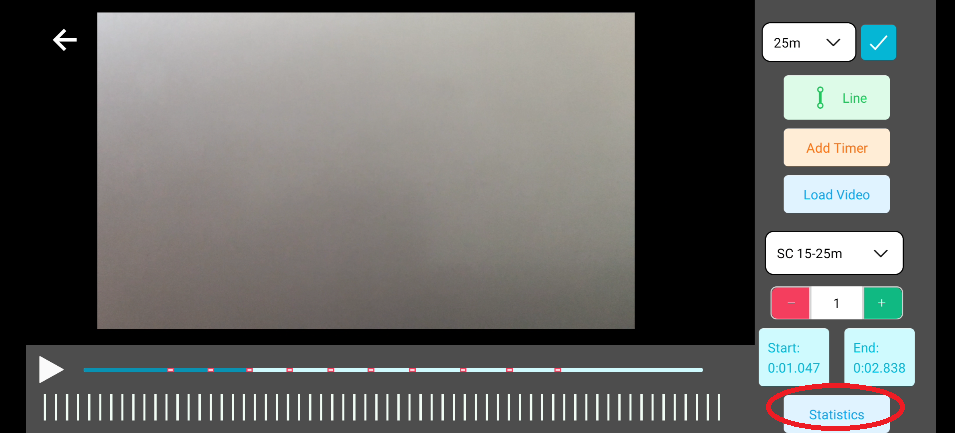 25m
Line
Add Timer
Load Video
SC 15-25m
− 1 +
Start:
0:01.047
End:
0:02.838
Statistics